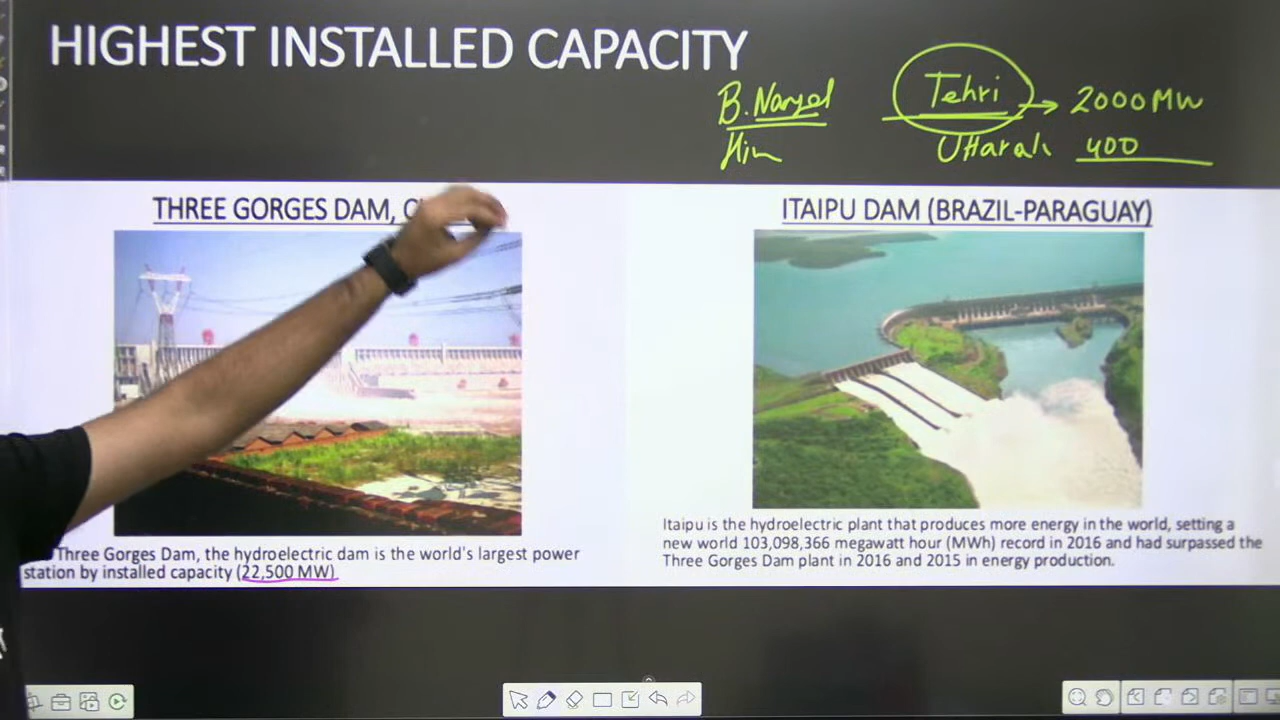 HIGHEST INSTALLED CAPACITY
B. Nangal
Him
Tehri → 2000MW
Uttarak 400
THREE GORGES DAM,
ITAIPU DAM (BRAZIL-PARAGUAY)
Three Gorges Dam, the hydroelectric dam is the world's largest power
station by installed capacity (22,500 MW)
Itaipu is the hydroelectric plant that produces more energy in the world, setting a
new world 103,098,366 megawatt hour (MWh) record in 2016 and had surpassed the
Three Gorges Dam plant in 2016 and 2015 in energy production.